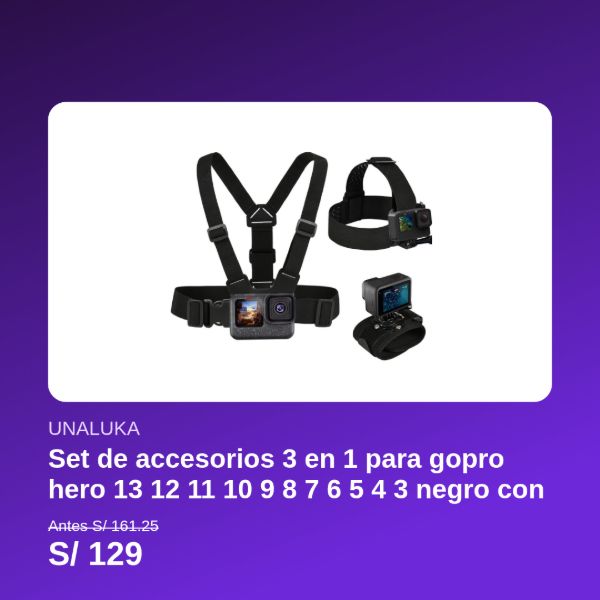 UNALUKA
Set de accesorios 3 en 1 para gopro
hero 13 12 11 10 9 8 7 6 5 4 3 negro con
Antes S/ 161.25
S/ 129